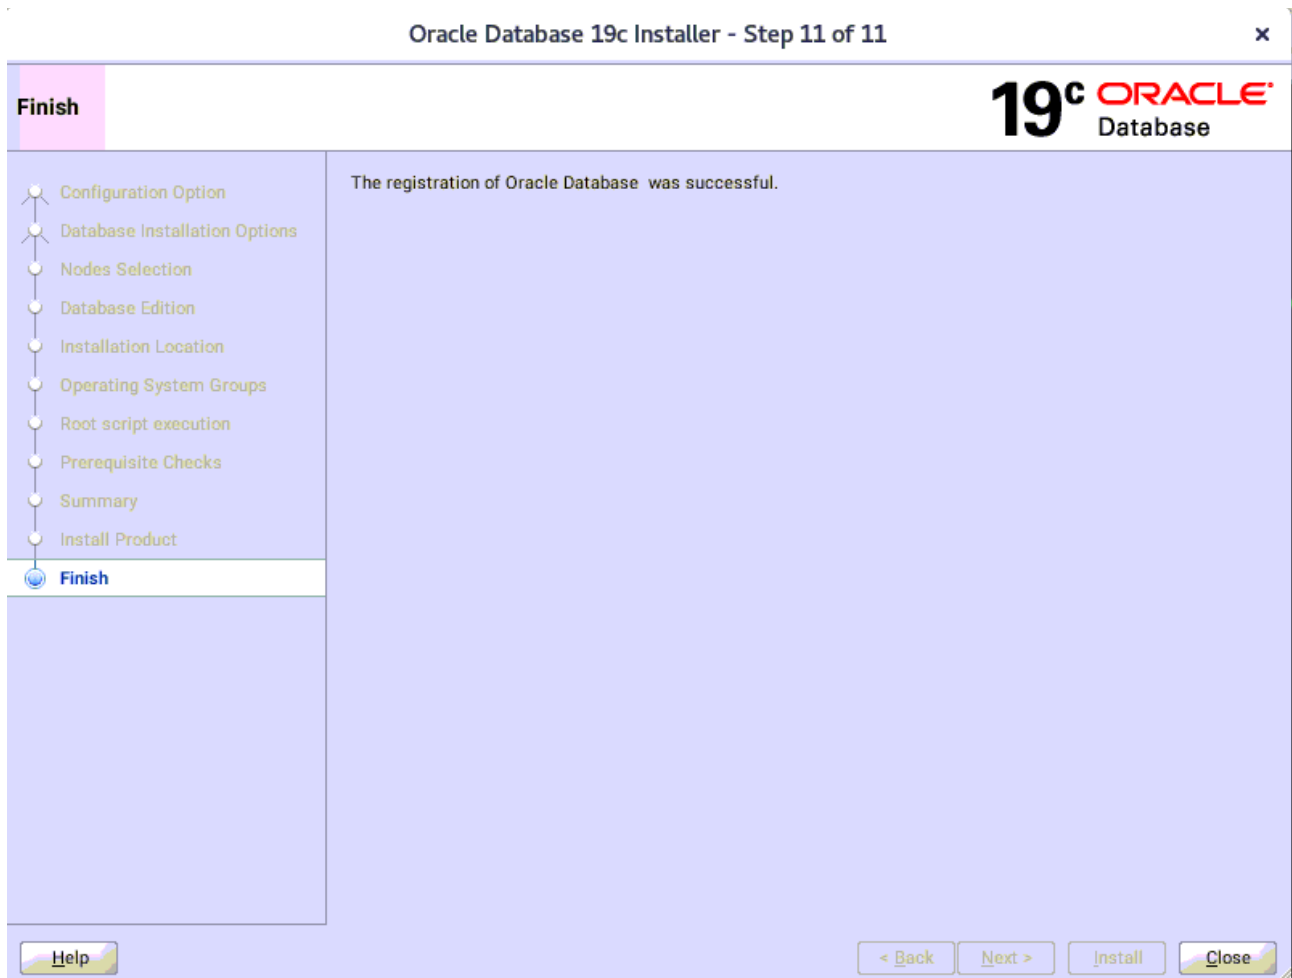 Oracle Database 19c Installer - Step 11 of 11
Finish
19c ORACLE
Database
Configuration Option
Database Installation Options
Nodes Selection
Database Edition
Installation Location
Operating System Groups
Root script execution
Prerequisite Checks
Summary
Install Product
Finish
The registration of Oracle Database  was successful.
Help
< Back
Next >
Install
Close